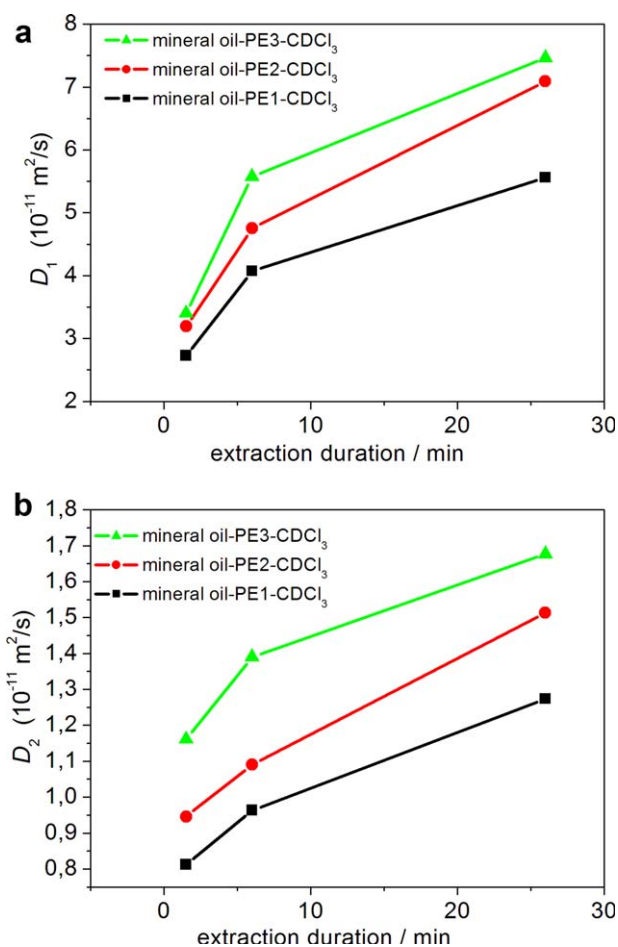 a
8
7
6
5
4
3
2
D₁ (10⁻¹¹ m²/s)
mineral oil-PE3-CDCl₃
mineral oil-PE2-CDCl₃
mineral oil-PE1-CDCl₃
0 10 20 30
extraction duration / min
b
1,8
1,7
1,6
1,5
1,4
1,3
1,2
1,1
1,0
0,9
0,8
D₂ (10⁻¹¹ m²/s)
mineral oil-PE3-CDCl₃
mineral oil-PE2-CDCl₃
mineral oil-PE1-CDCl₃
0 10 20 30
extraction duration / min